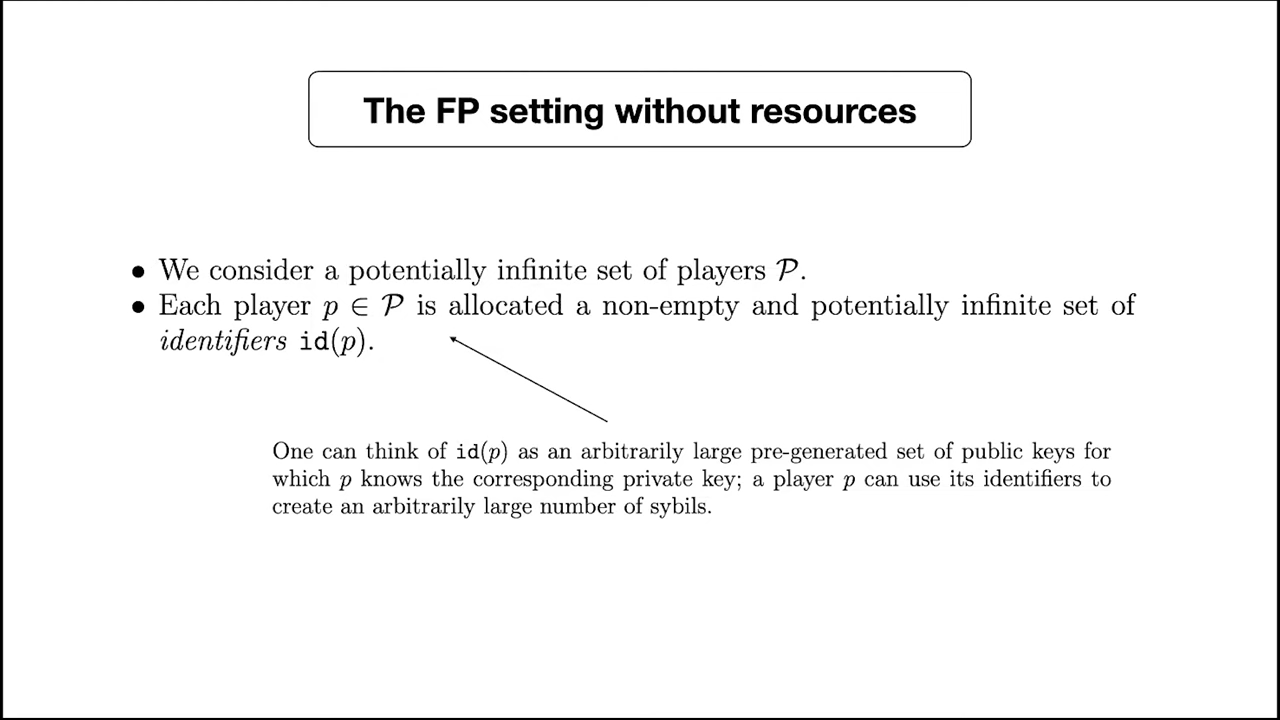 The FP setting without resources
• We consider a potentially infinite set of players 𝒫.
• Each player p ∈ 𝒫 is allocated a non-empty and potentially infinite set of
identifiers id(p).
One can think of id(p) as an arbitrarily large pre-generated set of public keys for
which p knows the corresponding private key; a player p can use its identifiers to
create an arbitrarily large number of sybils.